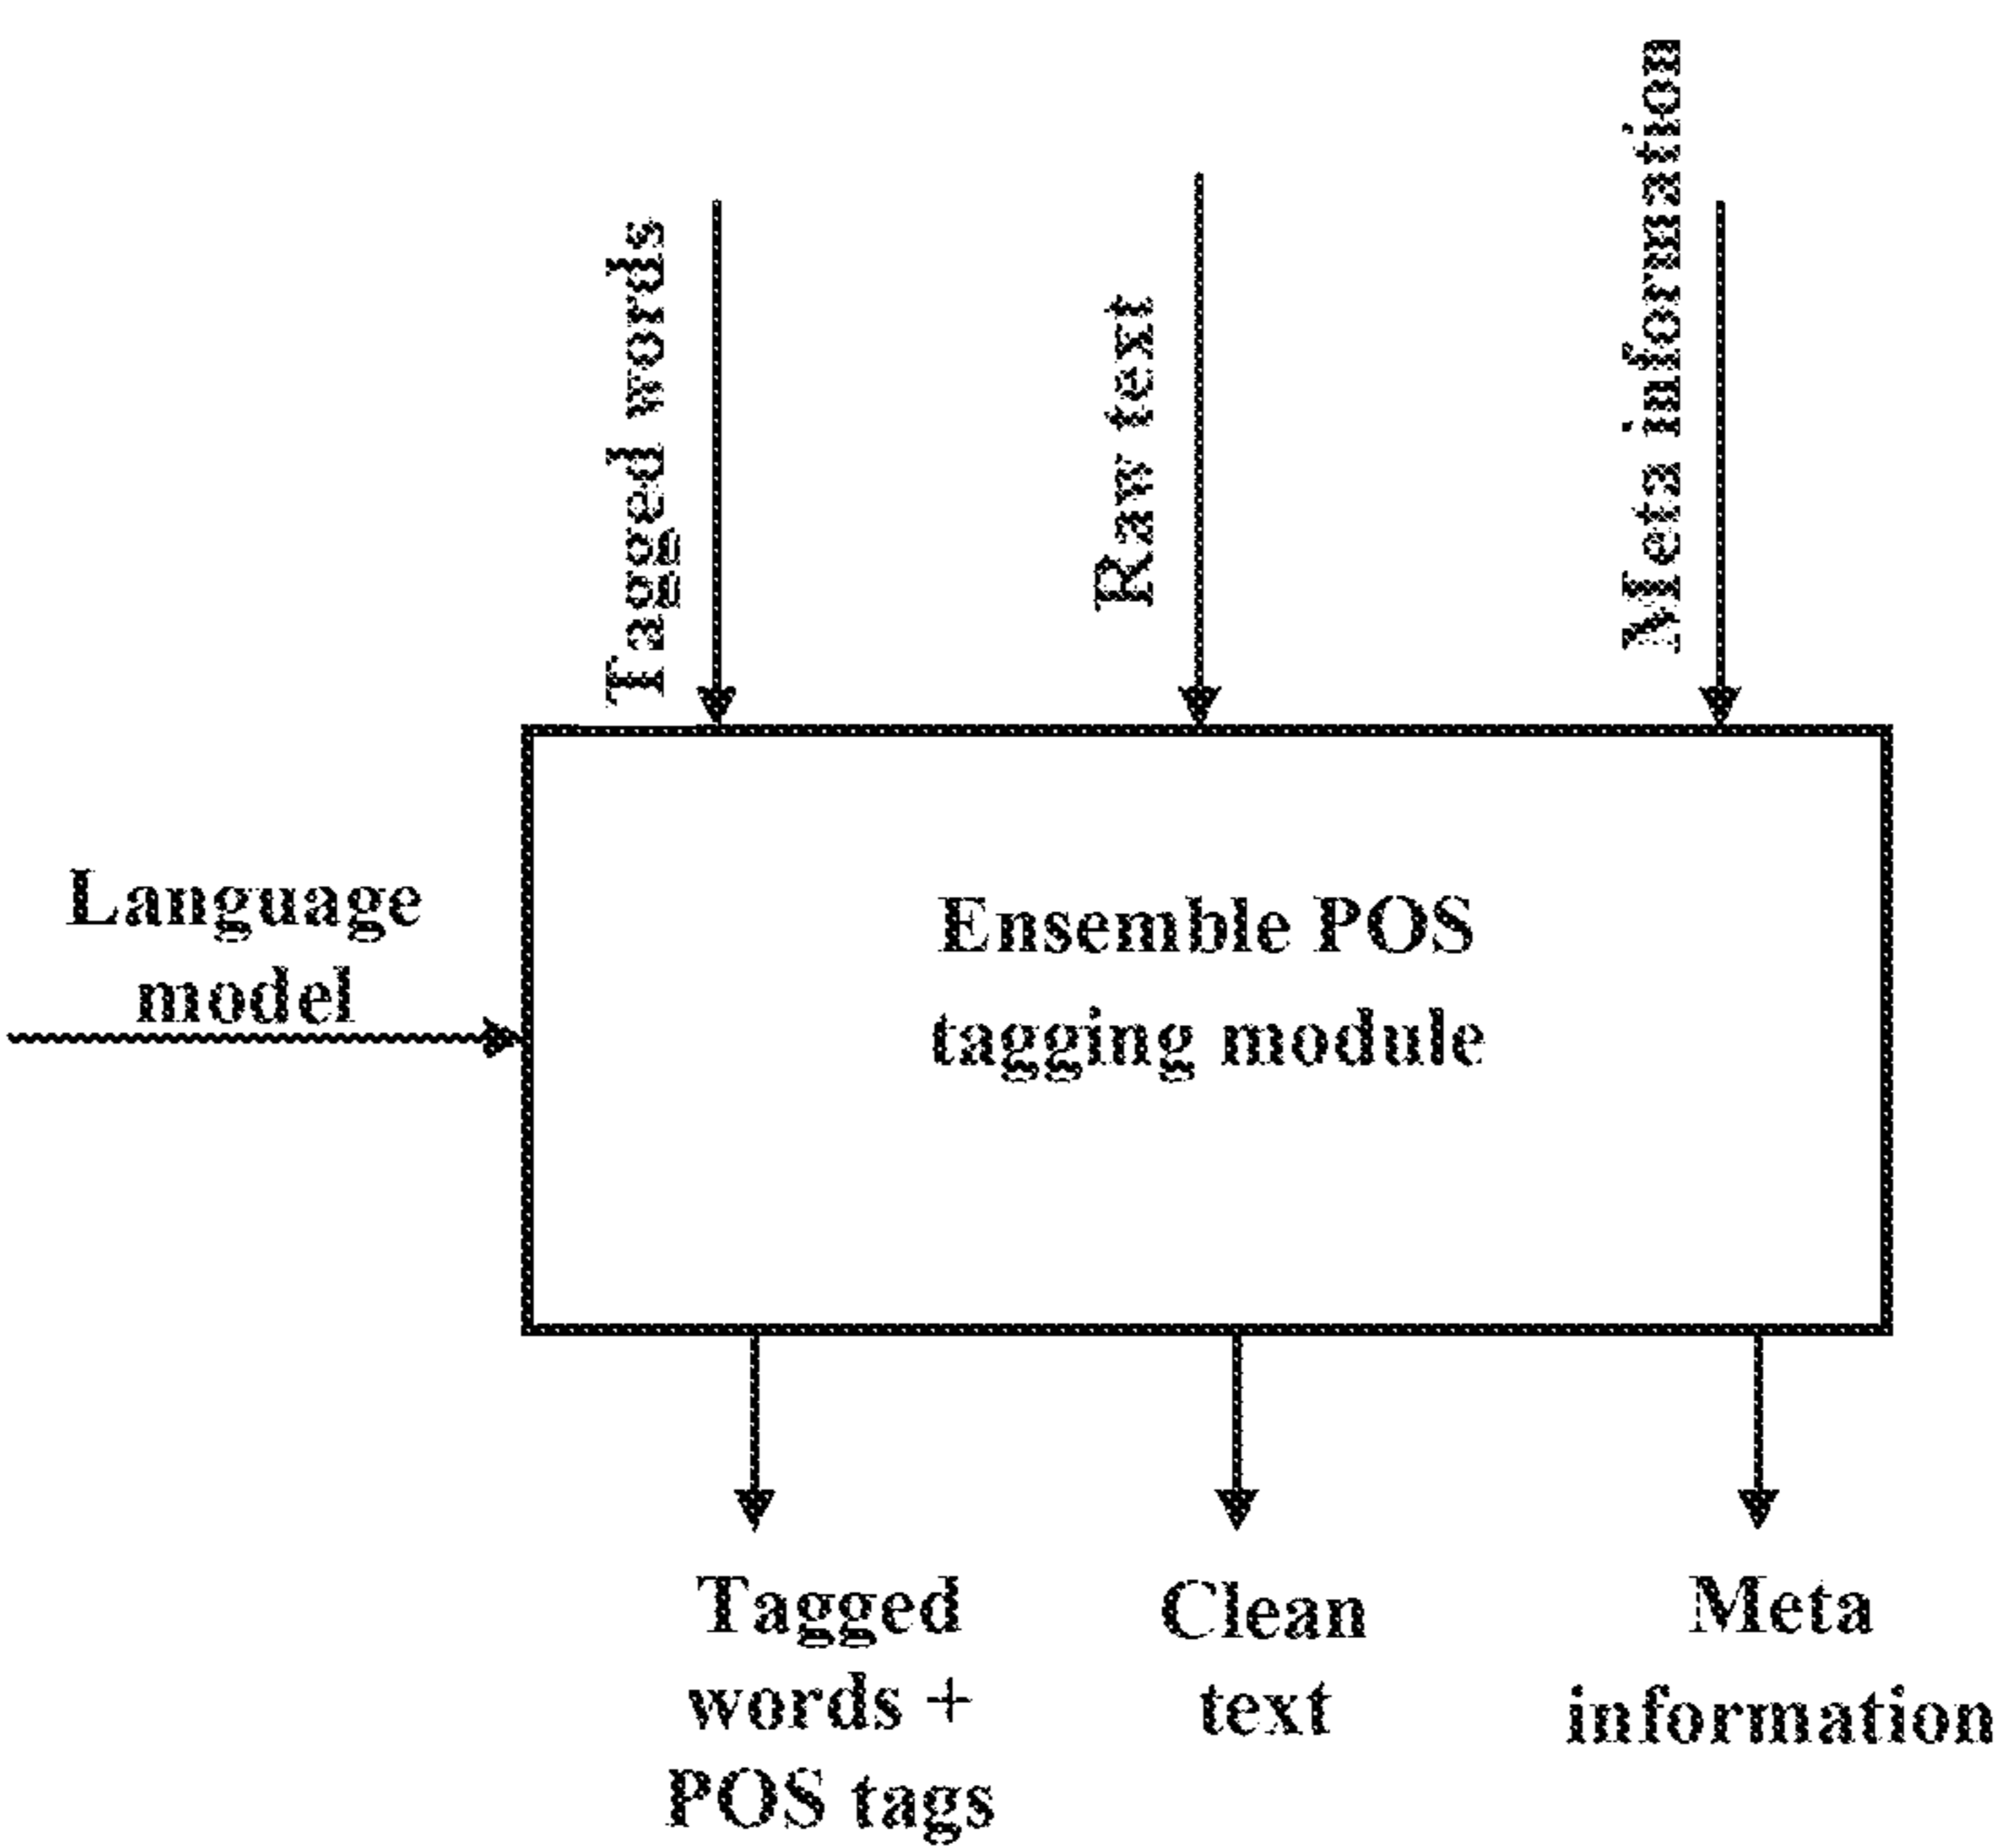 Tagged words
Raw text
Meta information
Language
model
Ensemble POS
tagging module
Tagged
words +
POS tags
Clean
text
Meta
information